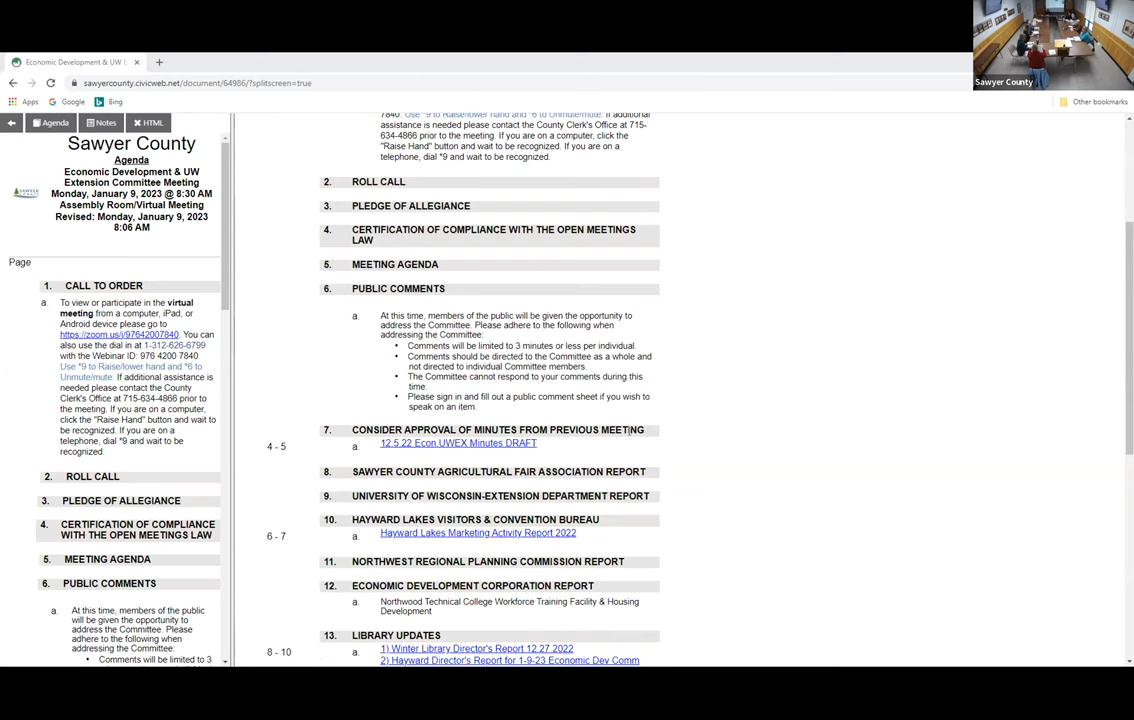 Economic Development & UW E
sawyercounty.civicweb.net/document/64986/?splitscreen=true
Apps
Google
Bing
Other bookmarks
Sawyer County
Agenda
Notes
HTML
Sawyer County
Agenda
Economic Development & UW
Extension Committee Meeting
Monday, January 9, 2023 @ 8:30 AM
Assembly Room/Virtual Meeting
Revised: Monday, January 9, 2023
8:06 AM
Page
1. CALL TO ORDER
a. To view or participate in the virtual
meeting from a computer, iPad, or
Android device please go to
https://zoom.us/j/97642007840. You can
also use the dial in at 1-312-626-6799
with the Webinar ID: 976 4200 7840.
Use *9 to Raise/lower hand and *6 to
Unmute/mute. If additional assistance is
needed please contact the County
Clerk's Office at 715-634-4866 prior to
the meeting. If you are on a computer,
click the "Raise Hand" button and wait to
be recognized. If you are on a
telephone, dial *9 and wait to be
recognized.
2. ROLL CALL
3. PLEDGE OF ALLEGIANCE
4. CERTIFICATION OF COMPLIANCE
WITH THE OPEN MEETINGS LAW
5. MEETING AGENDA
6. PUBLIC COMMENTS
a. At this time, members of the public
will be given the opportunity to
address the Committee. Please
adhere to the following when
addressing the Committee:
• Comments will be limited to 3
7840. Use *9 to Raise/lower hand and *6 to Unmute/mute. If additional
assistance is needed please contact the County Clerk's Office at 715-
634-4866 prior to the meeting. If you are on a computer, click the
"Raise Hand" button and wait to be recognized. If you are on a
telephone, dial *9 and wait to be recognized.
2. ROLL CALL
3. PLEDGE OF ALLEGIANCE
4. CERTIFICATION OF COMPLIANCE WITH THE OPEN MEETINGS
LAW
5. MEETING AGENDA
6. PUBLIC COMMENTS
a. At this time, members of the public will be given the opportunity to
address the Committee. Please adhere to the following when
addressing the Committee:
• Comments will be limited to 3 minutes or less per individual.
• Comments should be directed to the Committee as a whole and
not directed to individual Committee members.
• The Committee cannot respond to your comments during this
time.
• Please sign in and fill out a public comment sheet if you wish to
speak on an item.
7. CONSIDER APPROVAL OF MINUTES FROM PREVIOUS MEETING
4 - 5 a. 12.5.22 Econ.UWEX Minutes DRAFT
8. SAWYER COUNTY AGRICULTURAL FAIR ASSOCIATION REPORT
9. UNIVERSITY OF WISCONSIN-EXTENSION DEPARTMENT REPORT
10. HAYWARD LAKES VISITORS & CONVENTION BUREAU
6 - 7 a. Hayward Lakes Marketing Activity Report 2022
11. NORTHWEST REGIONAL PLANNING COMMISSION REPORT
12. ECONOMIC DEVELOPMENT CORPORATION REPORT
a. Northwood Technical College Workforce Training Facility & Housing
Development
13. LIBRARY UPDATES
8 - 10 a. 1) Winter Library Director's Report 12.27.2022
2) Hayward Director's Report for 1-9-23 Economic Dev Comm